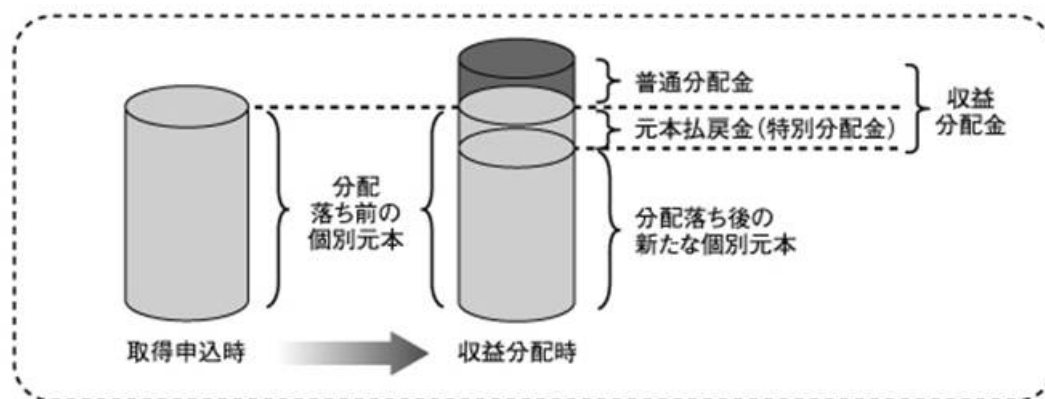 普通分配金
元本払戻金(特別分配金)
収益
分配金
分配
落ち前の
個別元本
分配落ち後の
新たな個別元本
取得申込時
収益分配時